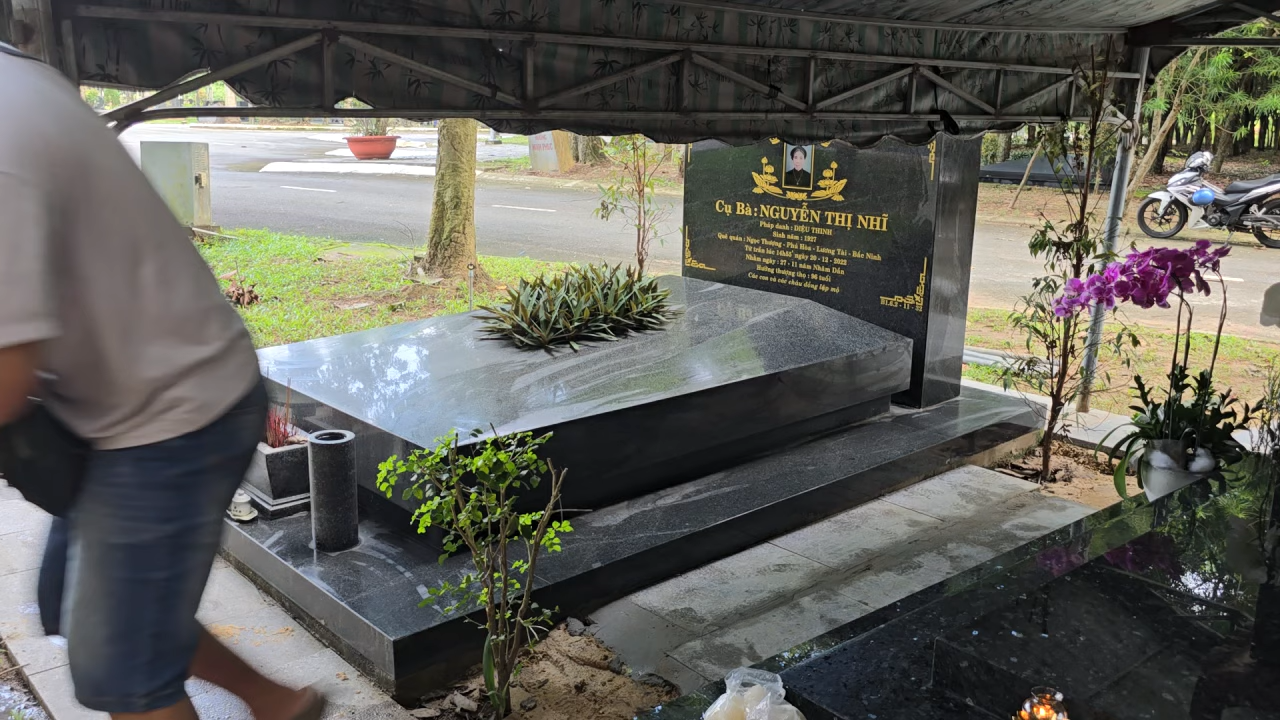 Cụ Bà: NGUYỄN THỊ NHĨ
Pháp danh: DIỆU THINH
Sinh năm: 1927
Quê quán: Ngọc Thượng - Phú Hòa - Lương Tài - Bắc Ninh
Từ trần lúc 14h35' ngày 20 - 12 - 2022
Nhằm ngày: 27 - 11 năm Nhâm Dần
Hưởng thượng thọ: 96 tuổi
Các con và các cháu đồng lập mộ